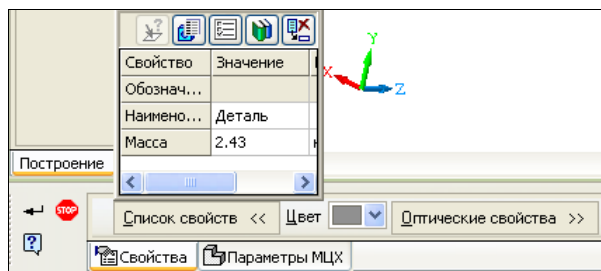 Свойство Значение
Обознач...
Наимено... Деталь
Масса 2.43
Y
X
Z
Построение
STOP
Список свойств << Цвет Оптические свойства >>
Свойства Параметры МЦХ